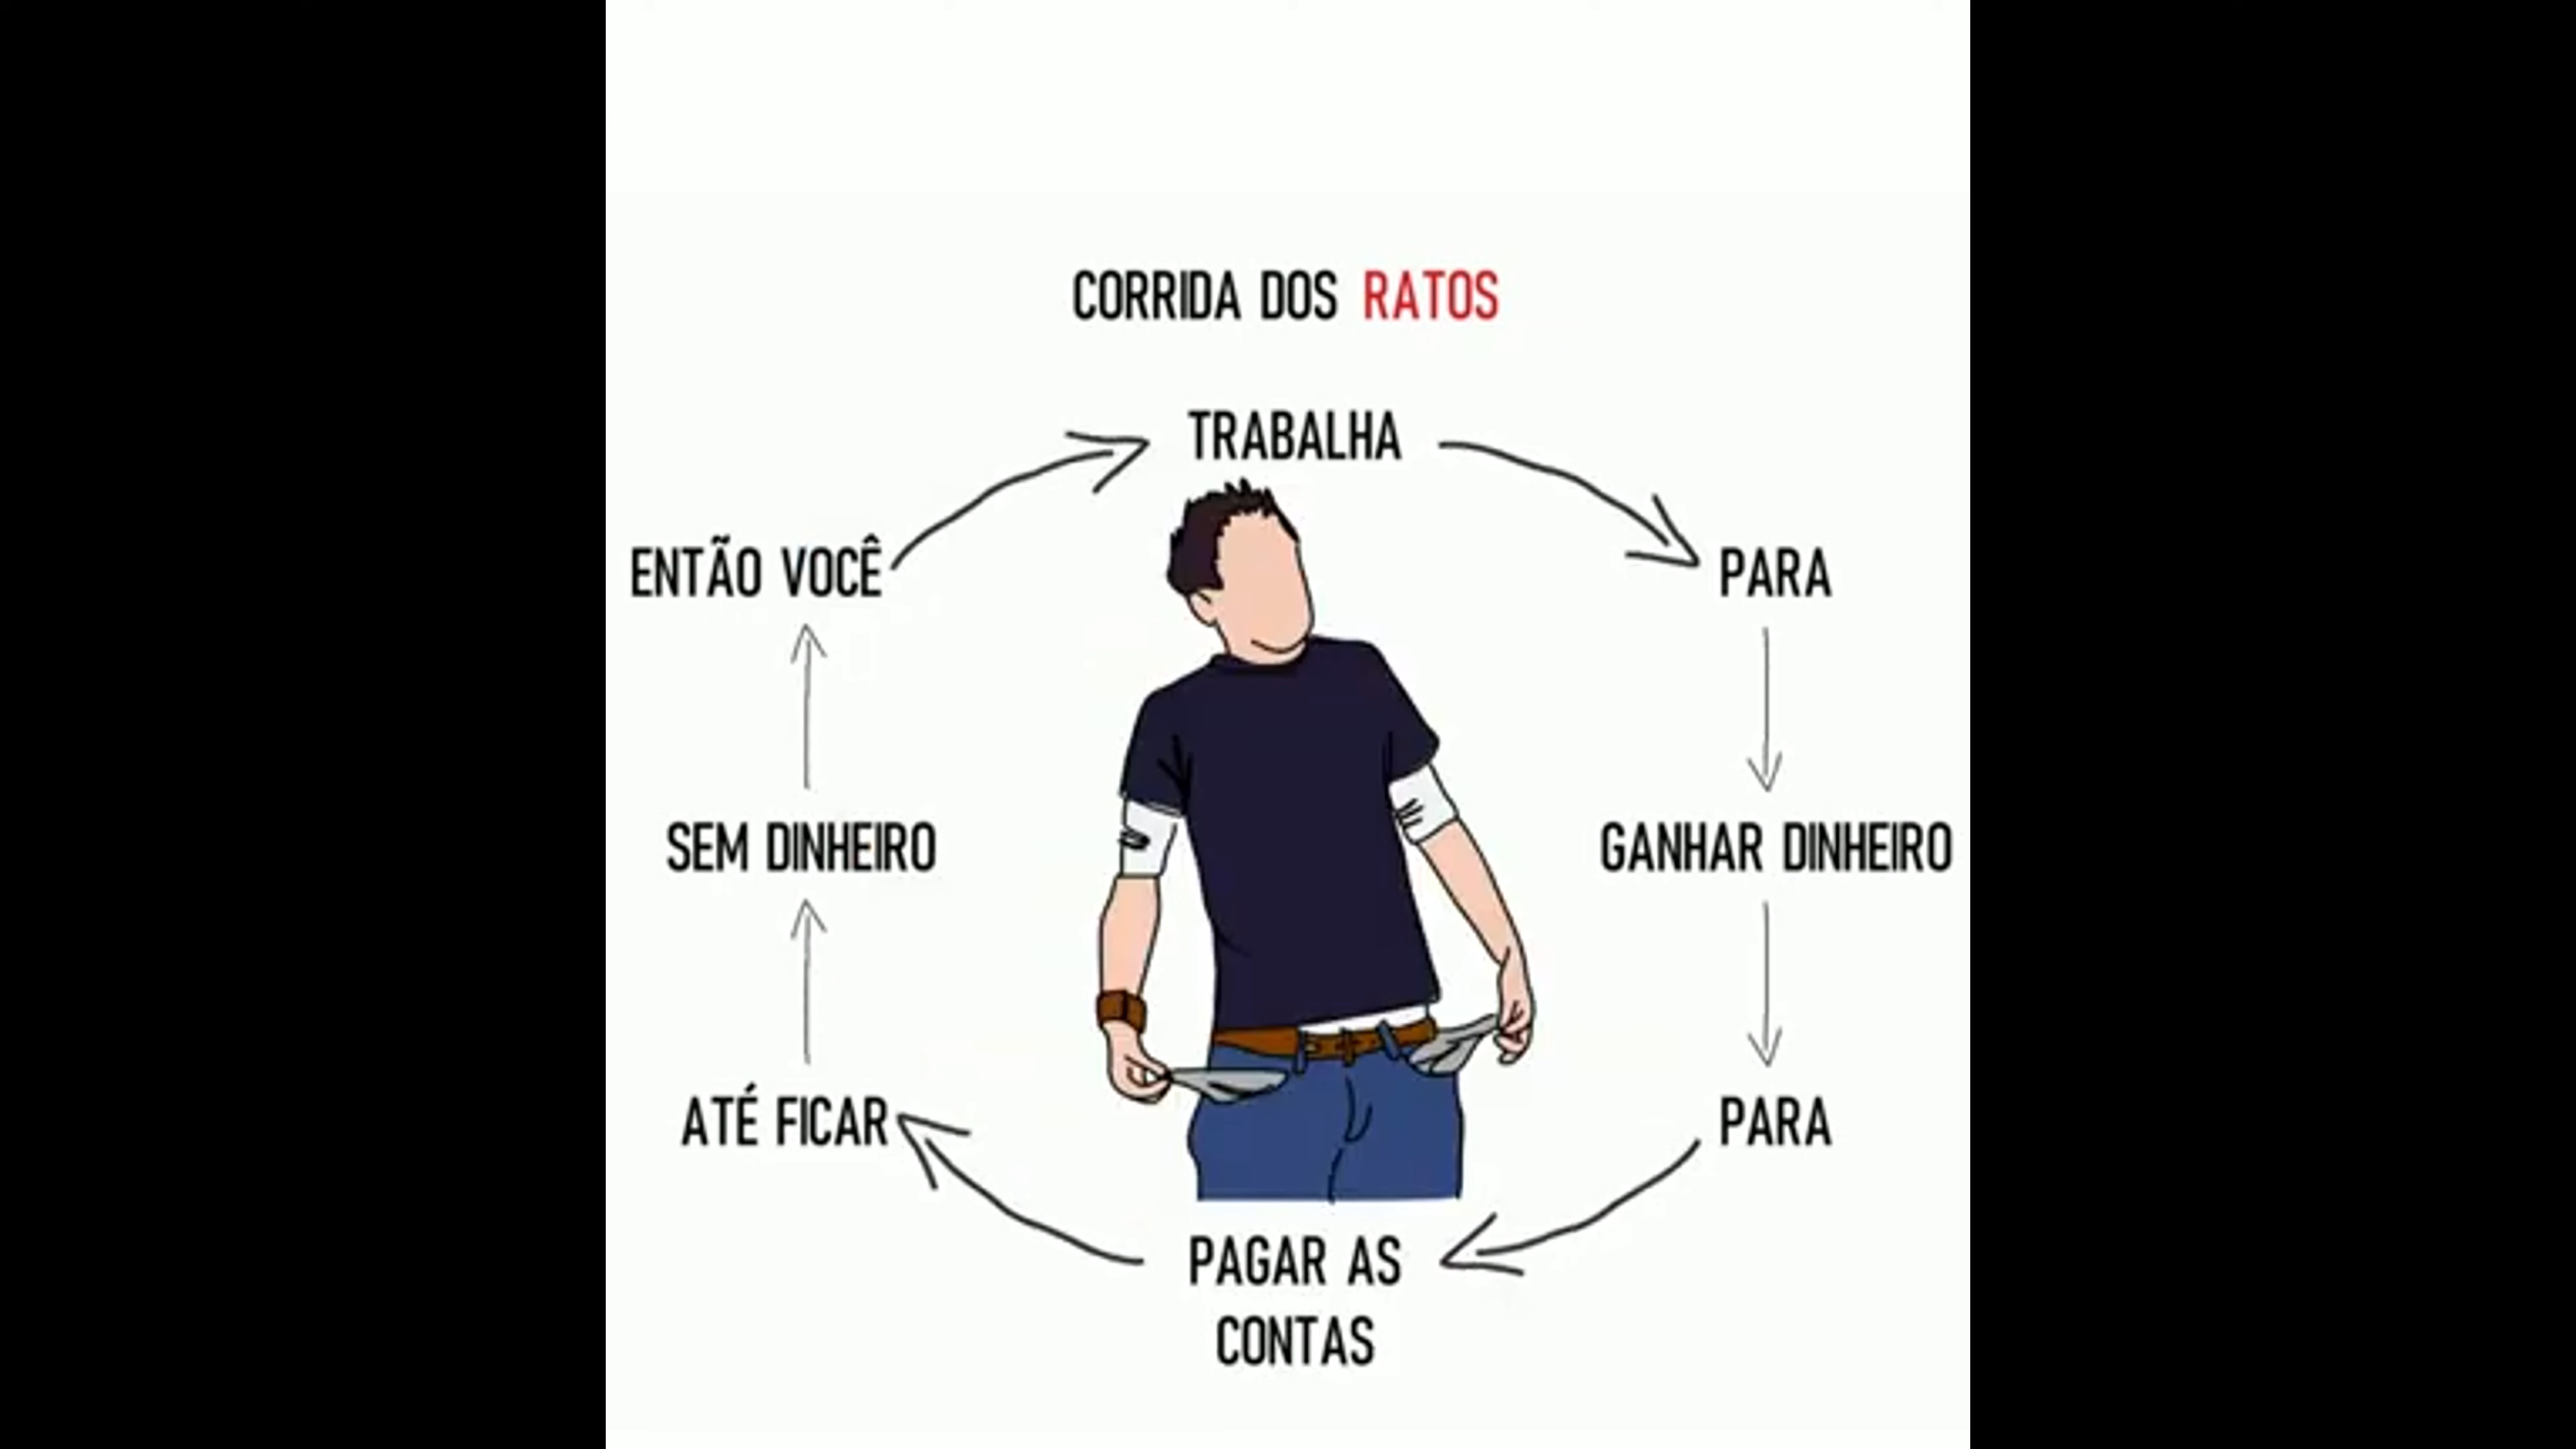 CORRIDA DOS RATOS
TRABALHA
PARA
GANHAR DINHEIRO
PARA
PAGAR AS
CONTAS
ATÉ FICAR
SEM DINHEIRO
ENTÃO VOCÊ